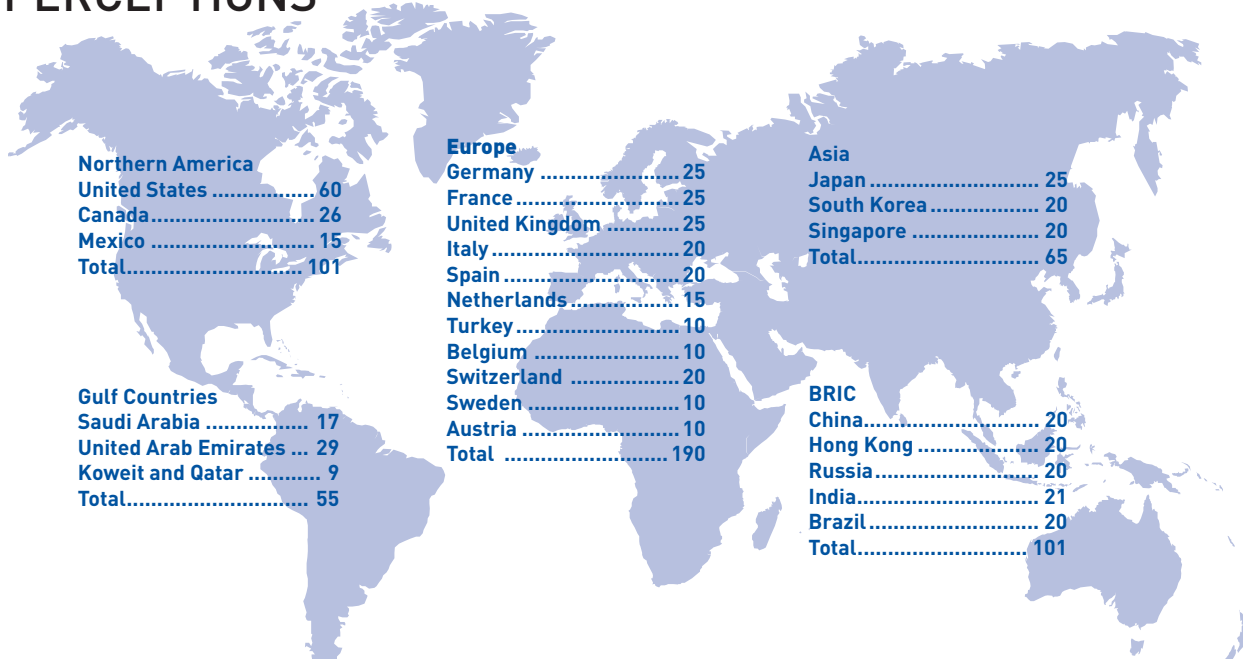 PERCEPTIONS
Northern America
United States ................. 60
Canada........................... 26
Mexico ........................... 15
Total............................. 101
Gulf Countries
Saudi Arabia ................. 17
United Arab Emirates ... 29
Koweit and Qatar ............ 9
Total.................................. 55
Europe
Germany ....................... 25
France ........................... 25
United Kingdom ............ 25
Italy ............................... 20
Spain ............................. 20
Netherlands .................. 15
Turkey ........................... 10
Belgium ........................ 10
Switzerland .................. 20
Sweden ......................... 10
Austria .......................... 10
Total ........................... 190
Asia
Japan ............................ 25
South Korea .................. 20
Singapore ...................... 20
Total.............................. 65
BRIC
China............................. 20
Hong Kong .................... 20
Russia........................... 20
India.............................. 21
Brazil ............................ 20
Total............................ 101